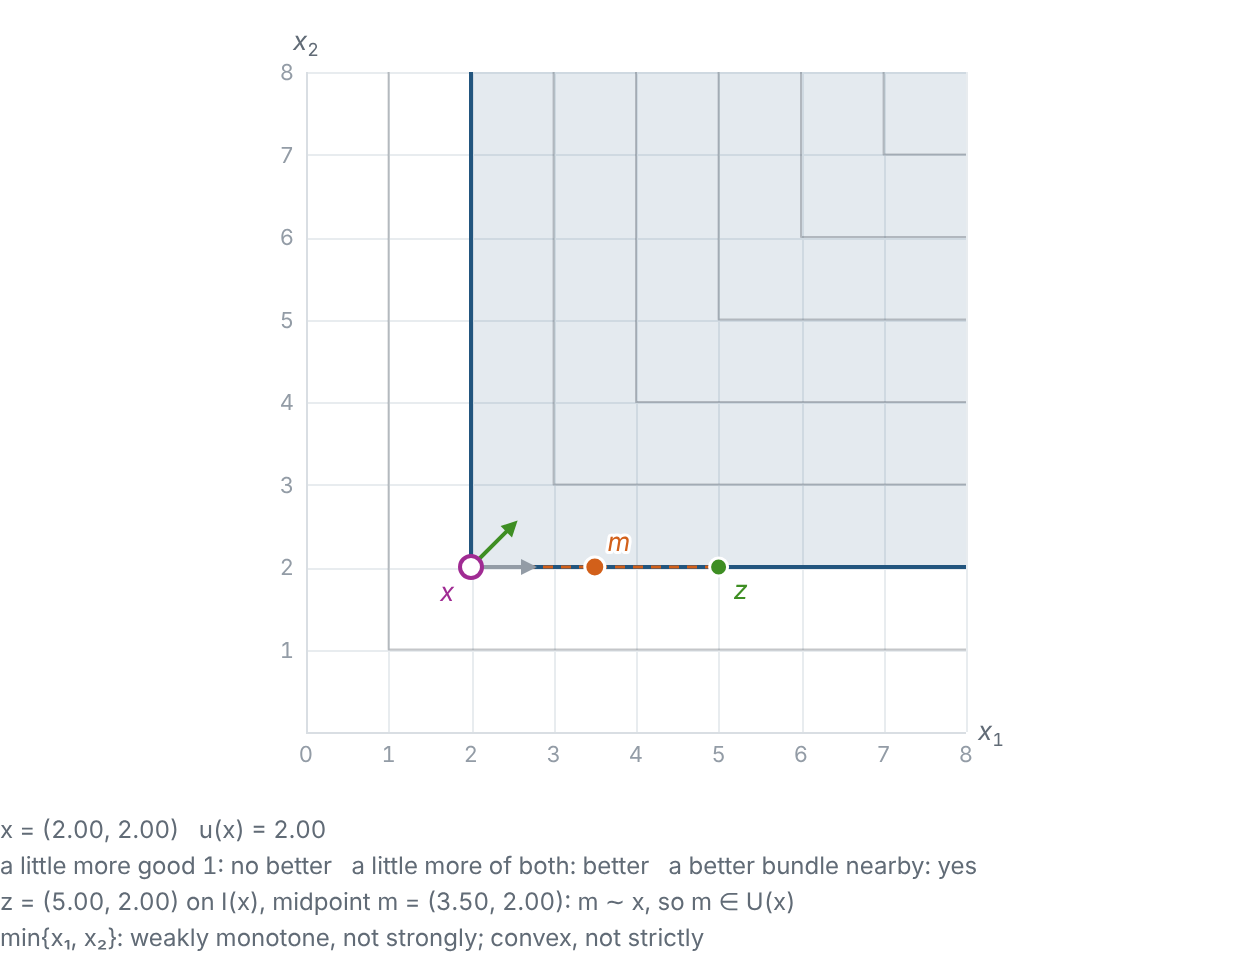 x₂
8
7
6
5
4
3
2
1
m
x
z
x₁
0 1 2 3 4 5 6 7 8
x = (2.00, 2.00) u(x) = 2.00
a little more good 1: no better a little more of both: better a better bundle nearby: yes
z = (5.00, 2.00) on I(x), midpoint m = (3.50, 2.00): m ∼ x, so m ∈ U(x)
min{x₁, x₂}: weakly monotone, not strongly; convex, not strictly